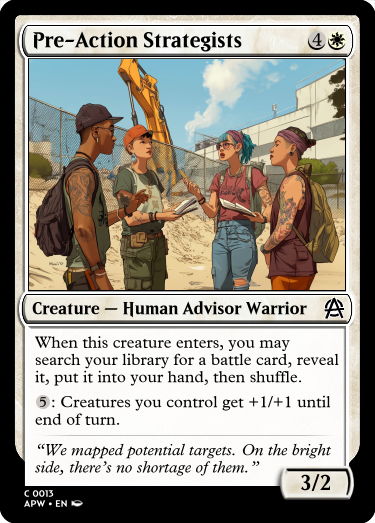 Pre-Action Strategists 4
Creature — Human Advisor Warrior
When this creature enters, you may
search your library for a battle card, reveal
it, put it into your hand, then shuffle.
5: Creatures you control get +1/+1 until
end of turn.
“We mapped potential targets. On the bright
side, there’s no shortage of them.”
3/2
C 0013
APW • EN